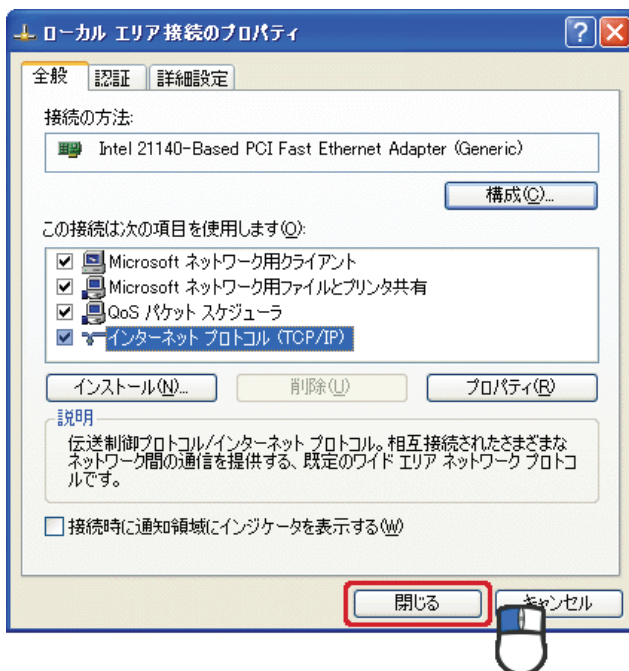 ローカル エリア接続のプロパティ
全般 認証 詳細設定
接続の方法:
Intel 21140-Based PCI Fast Ethernet Adapter (Generic)
構成(C)...
この接続は次の項目を使用します(O):
Microsoft ネットワーク用クライアント
Microsoft ネットワーク用ファイルとプリンタ共有
QoS パケット スケジューラ
インターネット プロトコル (TCP/IP)
インストール(N)... 削除(U) プロパティ(R)
説明
伝送制御プロトコル/インターネット プロトコル。相互接続されたさまざまな
ネットワーク間の通信を提供する、既定のワイド エリア ネットワーク プロトコ
ルです。
接続時に通知領域にインジケータを表示する(W)
閉じる キャンセル